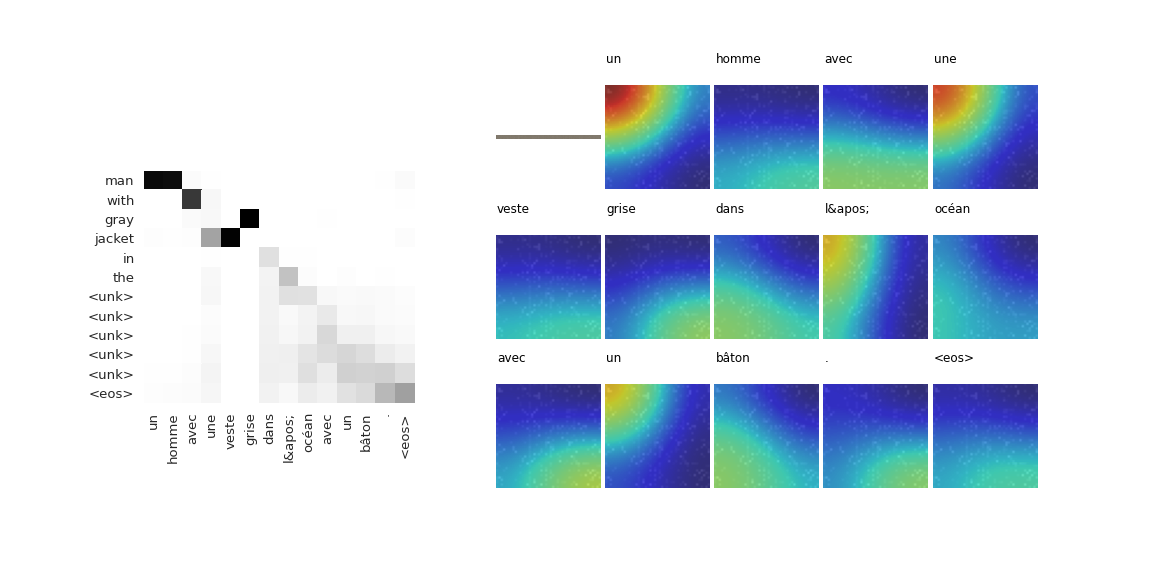 man
with
gray
jacket
in
the
<unk>
<unk>
<unk>
<unk>
<unk>
<eos>
un homme avec une veste grise dans l&apos; océan avec un bâton . <eos>
un homme avec une
veste grise dans l&apos; océan
avec un bâton . <eos>